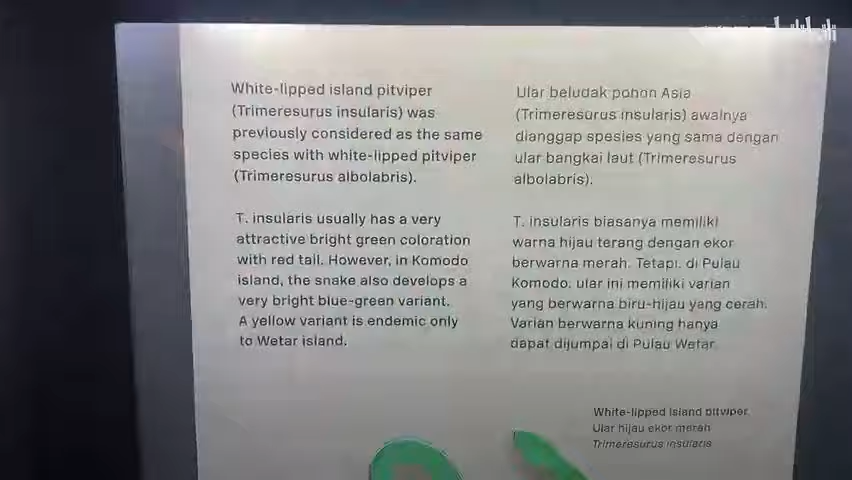 White-lipped island pitviper
(Trimeresurus insularis) was
previously considered as the same
species with white-lipped pitviper
(Trimeresurus albolabris).
T. insularis usually has a very
attractive bright green coloration
with red tail. However, in Komodo
island, the snake also develops a
very bright blue-green variant.
A yellow variant is endemic only
to Wetar island.
Ular beludak pohon Asia
(Trimeresurus insularis) awalnya
dianggap spesies yang sama dengan
ular bangkai laut (Trimeresurus
albolabris).
T. insularis biasanya memiliki
warna hijau terang dengan ekor
berwarna merah. Tetapi, di Pulau
Komodo, ular ini memiliki varian
yang berwarna biru-hijau yang cerah.
Varian berwarna kuning hanya
dapat dijumpai di Pulau Wetar.
White-lipped island pitviper
Ular hijau ekor merah
Trimeresurus insularis